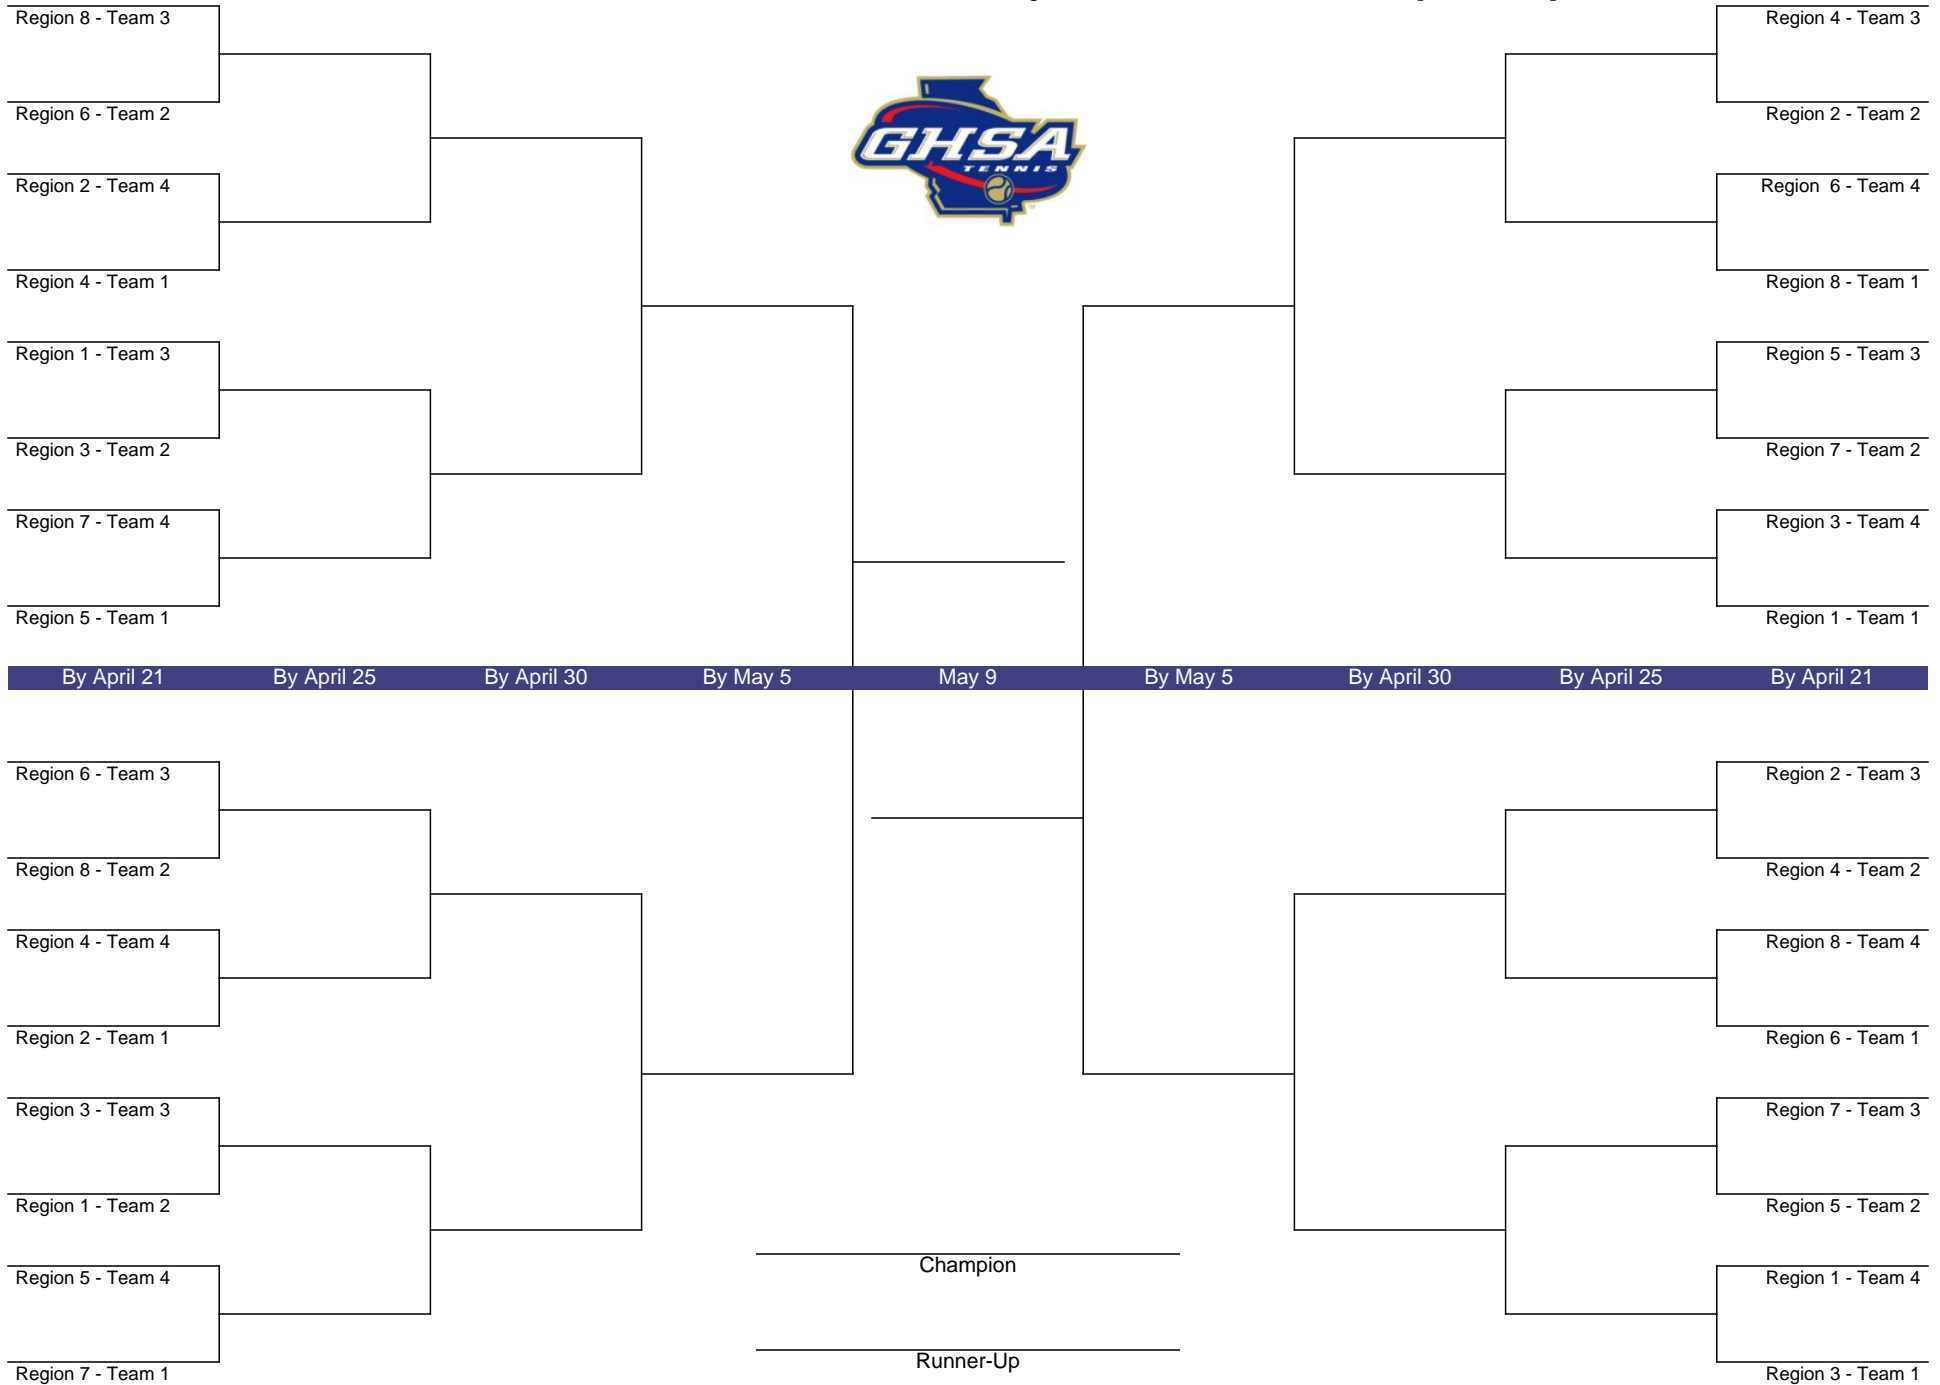 Region 8 - Team 3
Region 6 - Team 2
Region 2 - Team 4
Region 4 - Team 1
Region 1 - Team 3
Region 3 - Team 2
Region 7 - Team 4
Region 5 - Team 1
GHSA
TENNIS
Region 4 - Team 3
Region 2 - Team 2
Region  6 - Team 4
Region 8 - Team 1
Region 5 - Team 3
Region 7 - Team 2
Region 3 - Team 4
Region 1 - Team 1
By April 21 By April 25 By April 30 By May 5 May 9 By May 5 By April 30 By April 25 By April 21
Region 6 - Team 3
Region 8 - Team 2
Region 4 - Team 4
Region 2 - Team 1
Region 3 - Team 3
Region 1 - Team 2
Region 5 - Team 4
Region 7 - Team 1
Champion
Runner-Up
Region 2 - Team 3
Region 4 - Team 2
Region 8 - Team 4
Region 6 - Team 1
Region 7 - Team 3
Region 5 - Team 2
Region 1 - Team 4
Region 3 - Team 1